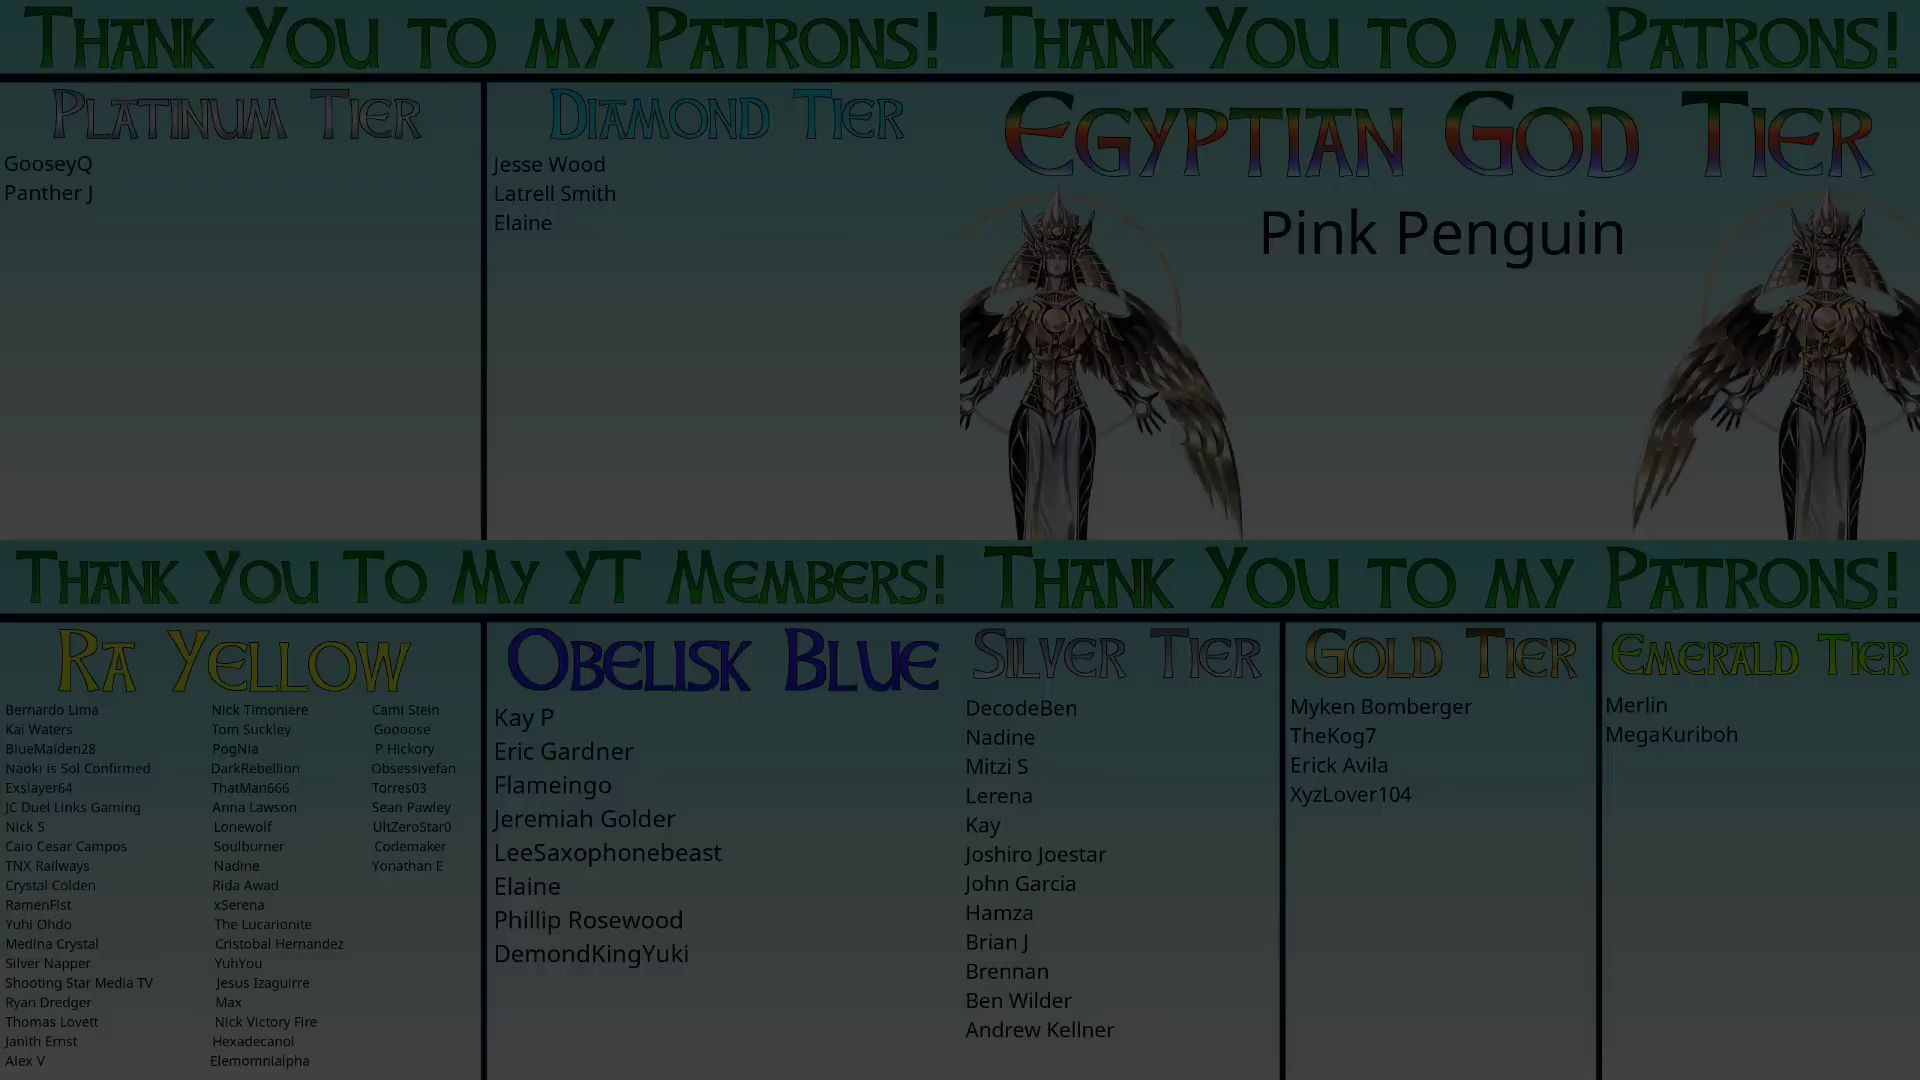 Thank You to my Patrons!
Platinum Tier
GooseyQ
Panther J
Diamond Tier
Jesse Wood
Latrell Smith
Elaine
Thank You to my Patrons!
Egyptian God Tier
Pink Penguin
Thank You To My YT Members!
Ra Yellow
Bernardo Lima
Kai Waters
BlueMaiden28
Naoki is Sol Confirmed
Exslayer64
JC Duel Links Gaming
Nick S
Caio Cesar Campos
TNX Railways
Crystal Colden
RamenFist
Yuhi Ohdo
Medina Crystal
Silver Napper
Shooting Star Media TV
Ryan Dredger
Thomas Lovett
Janith Ernst
Alex V
Nick Timoniere
Tom Suckley
PogNia
DarkRebellion
ThatMan666
Anna Lawson
Lonewolf
Soulburner
Nadine
Rida Awad
xSerena
The Lucarionite
Cristobal Hernandez
YuhYou
Jesus Izaguirre
Max
Nick Victory Fire
Hexadecanol
Elemomnialpha
Cami Stein
Goooose
P Hickory
Obsessivefan
Torres03
Sean Pawley
UltZeroStar0
Codemaker
Yonathan E
Obelisk Blue
Kay P
Eric Gardner
Flameingo
Jeremiah Golder
LeeSaxophonebeast
Elaine
Phillip Rosewood
DemondKingYuki
Thank You to my Patrons!
Silver Tier
DecodeBen
Nadine
Mitzi S
Lerena
Kay
Joshiro Joestar
John Garcia
Hamza
Brian J
Brennan
Ben Wilder
Andrew Kellner
Gold Tier
Myken Bomberger
TheKog7
Erick Avila
XyzLover104
Emerald Tier
Merlin
MegaKuriboh